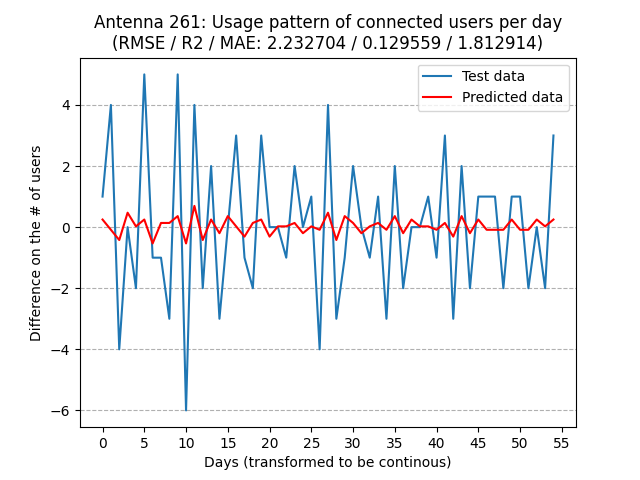 Antenna 261: Usage pattern of connected users per day
(RMSE / R2 / MAE: 2.232704 / 0.129559 / 1.812914)
Test data
Predicted data
Difference on the # of users
4
2
0
−2
−4
−6
0 5 10 15 20 25 30 35 40 45 50 55
Days (transformed to be continous)